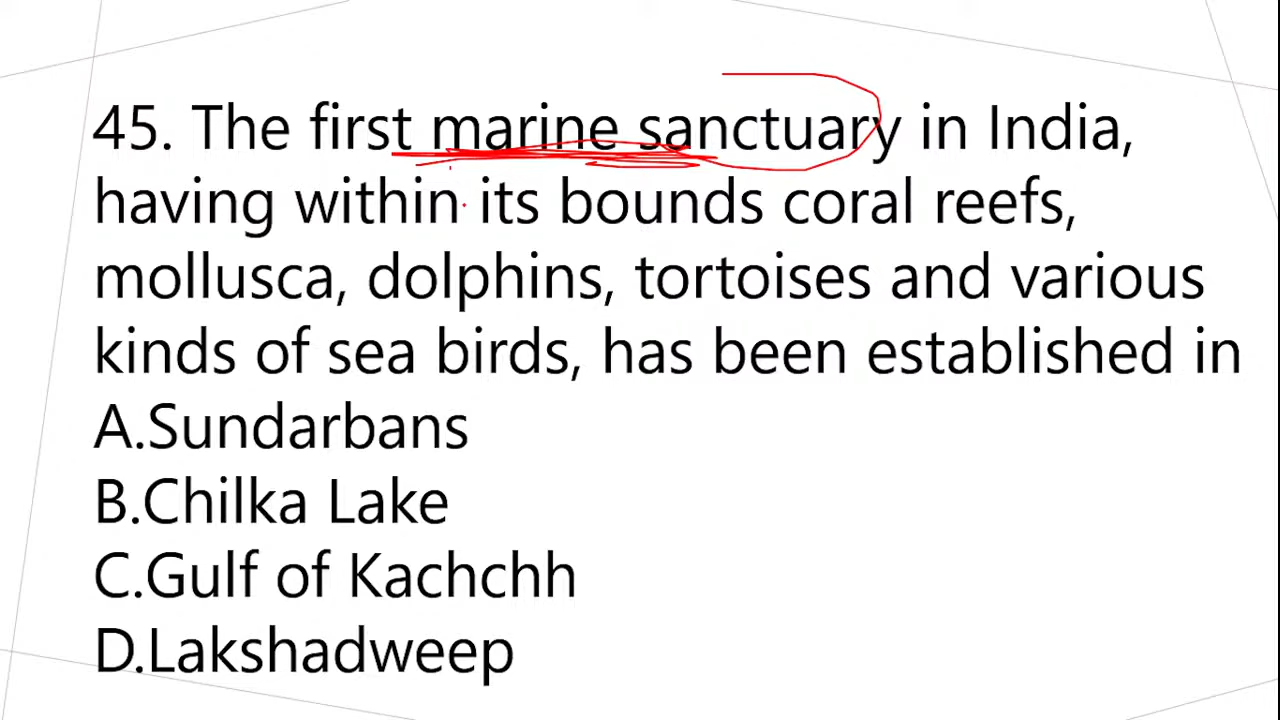 45. The first marine sanctuary in India,
having within its bounds coral reefs,
mollusca, dolphins, tortoises and various
kinds of sea birds, has been established in
A.Sundarbans
B.Chilka Lake
C.Gulf of Kachchh
D.Lakshadweep